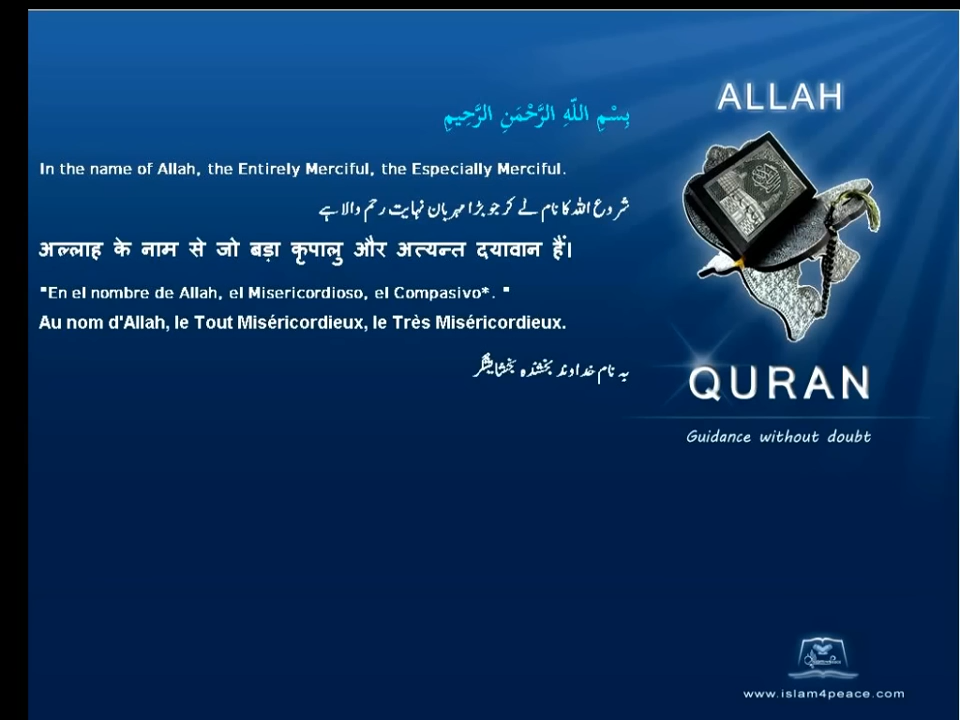 بِسْمِ اللَّهِ الرَّحْمَنِ الرَّحِيمِ
In the name of Allah, the Entirely Merciful, the Especially Merciful.
شروع الله کا نام لے کر جو بڑا مہربان نہایت رحم والا ہے
अल्लाह के नाम से जो बड़ा कृपालु और अत्यन्त दयावान हैं।
"En el nombre de Allah, el Misericordioso, el Compasivo*. "
Au nom d'Allah, le Tout Miséricordieux, le Très Miséricordieux.
به نام خداوند بخشنده بخشایشگر
ALLAH
QURAN
Guidance without doubt
www.islam4peace.com